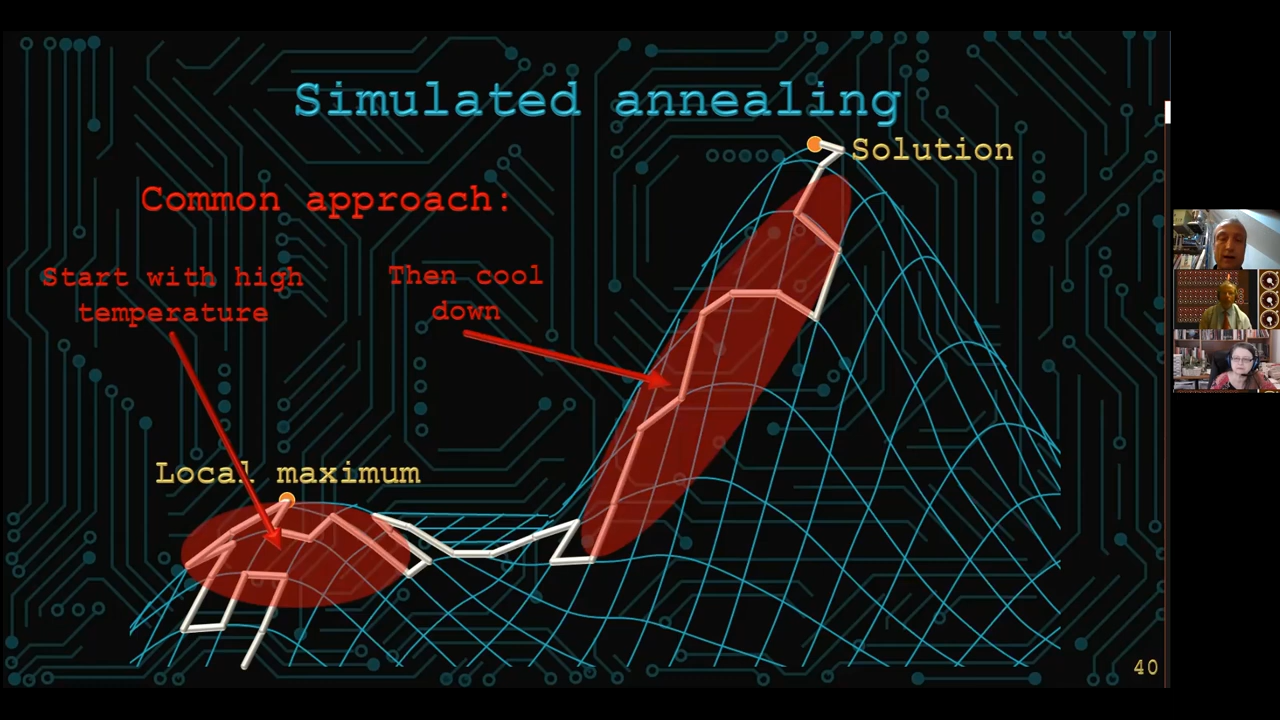 Simulated annealing
Solution
Common approach:
Start with high
temperature
Then cool
down
Local maximum
40